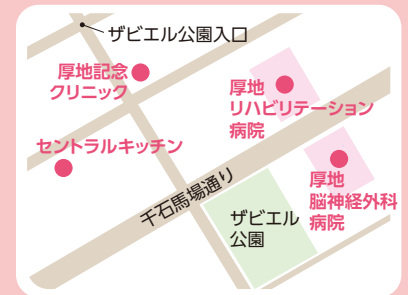 ザビエル公園入口
厚地記念
クリニック
厚地
リハビリテーション
病院
セントラルキッチン
千石馬場通り
厚地
脳神経外科
病院
ザビエル
公園